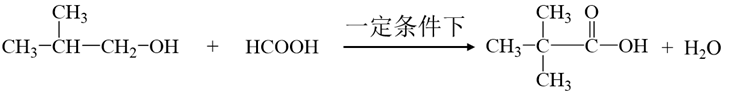 CH₃ CH₃ O
CH₃−CH−CH₂−OH + HCOOH 一定条件下 CH₃−C−C−OH + H₂O
CH₃